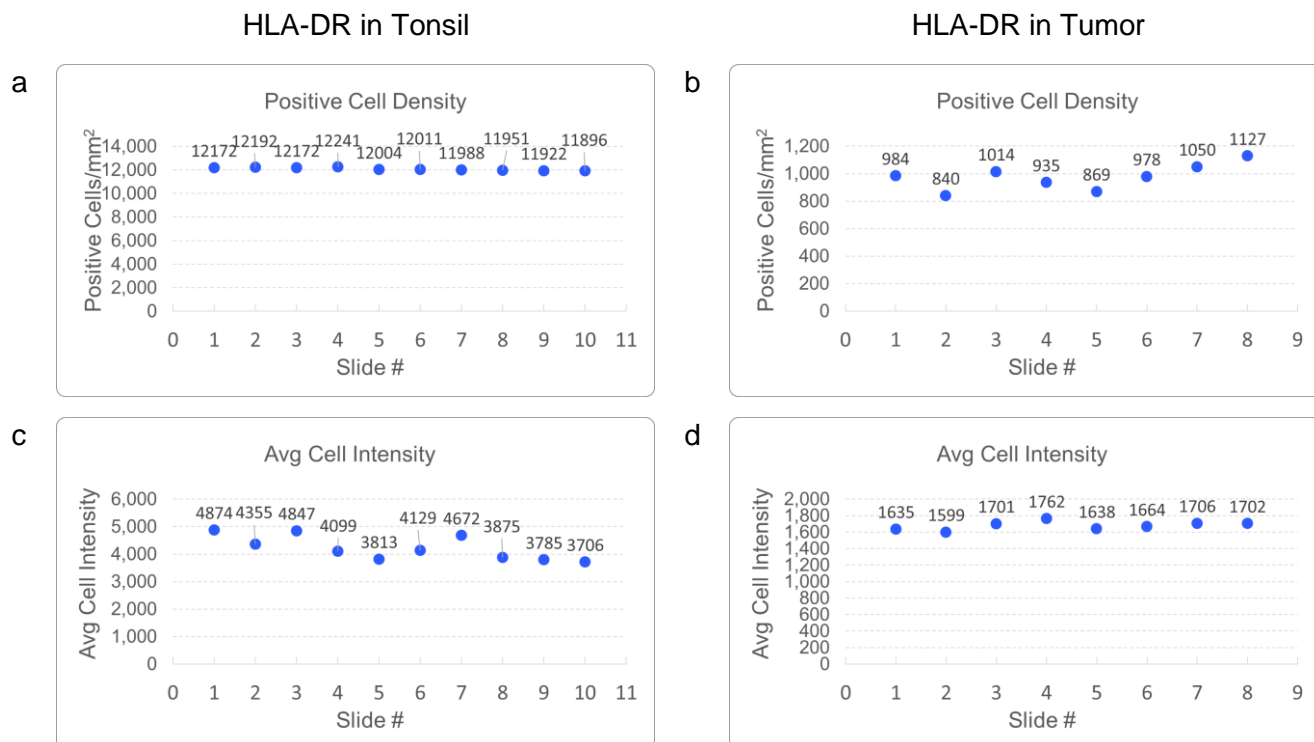 HLA-DR in Tonsil
HLA-DR in Tumor
a
Positive Cell Density
Positive Cells/mm²
14,000
12,000
10,000
8,000
6,000
4,000
2,000
0
12172 12192 12172 12241 12004 12011 11988 11951 11922 11896
0 1 2 3 4 5 6 7 8 9 10 11
Slide #
b
Positive Cell Density
Positive Cells/mm²
1,200
1,000
800
600
400
200
0
984 840 1014 935 869 978 1050 1127
0 1 2 3 4 5 6 7 8 9
Slide #
c
Avg Cell Intensity
Avg Cell Intensity
6,000
5,000
4,000
3,000
2,000
1,000
0
4874 4355 4847 4099 3813 4129 4672 3875 3785 3706
0 1 2 3 4 5 6 7 8 9 10 11
Slide #
d
Avg Cell Intensity
Avg Cell Intensity
2,000
1,800
1,600
1,400
1,200
1,000
800
600
400
200
0
1635 1599 1701 1762 1638 1664 1706 1702
0 1 2 3 4 5 6 7 8 9
Slide #